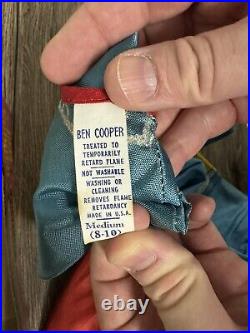 BEN COOPER
TREATED TO
TEMPORARILY
RETARD FLAME
NOT WASHABLE
WASHING OR
CLEANING
REMOVES FLAME
RETARDANCY
MADE IN U.S.A.
Medium
(8-10)